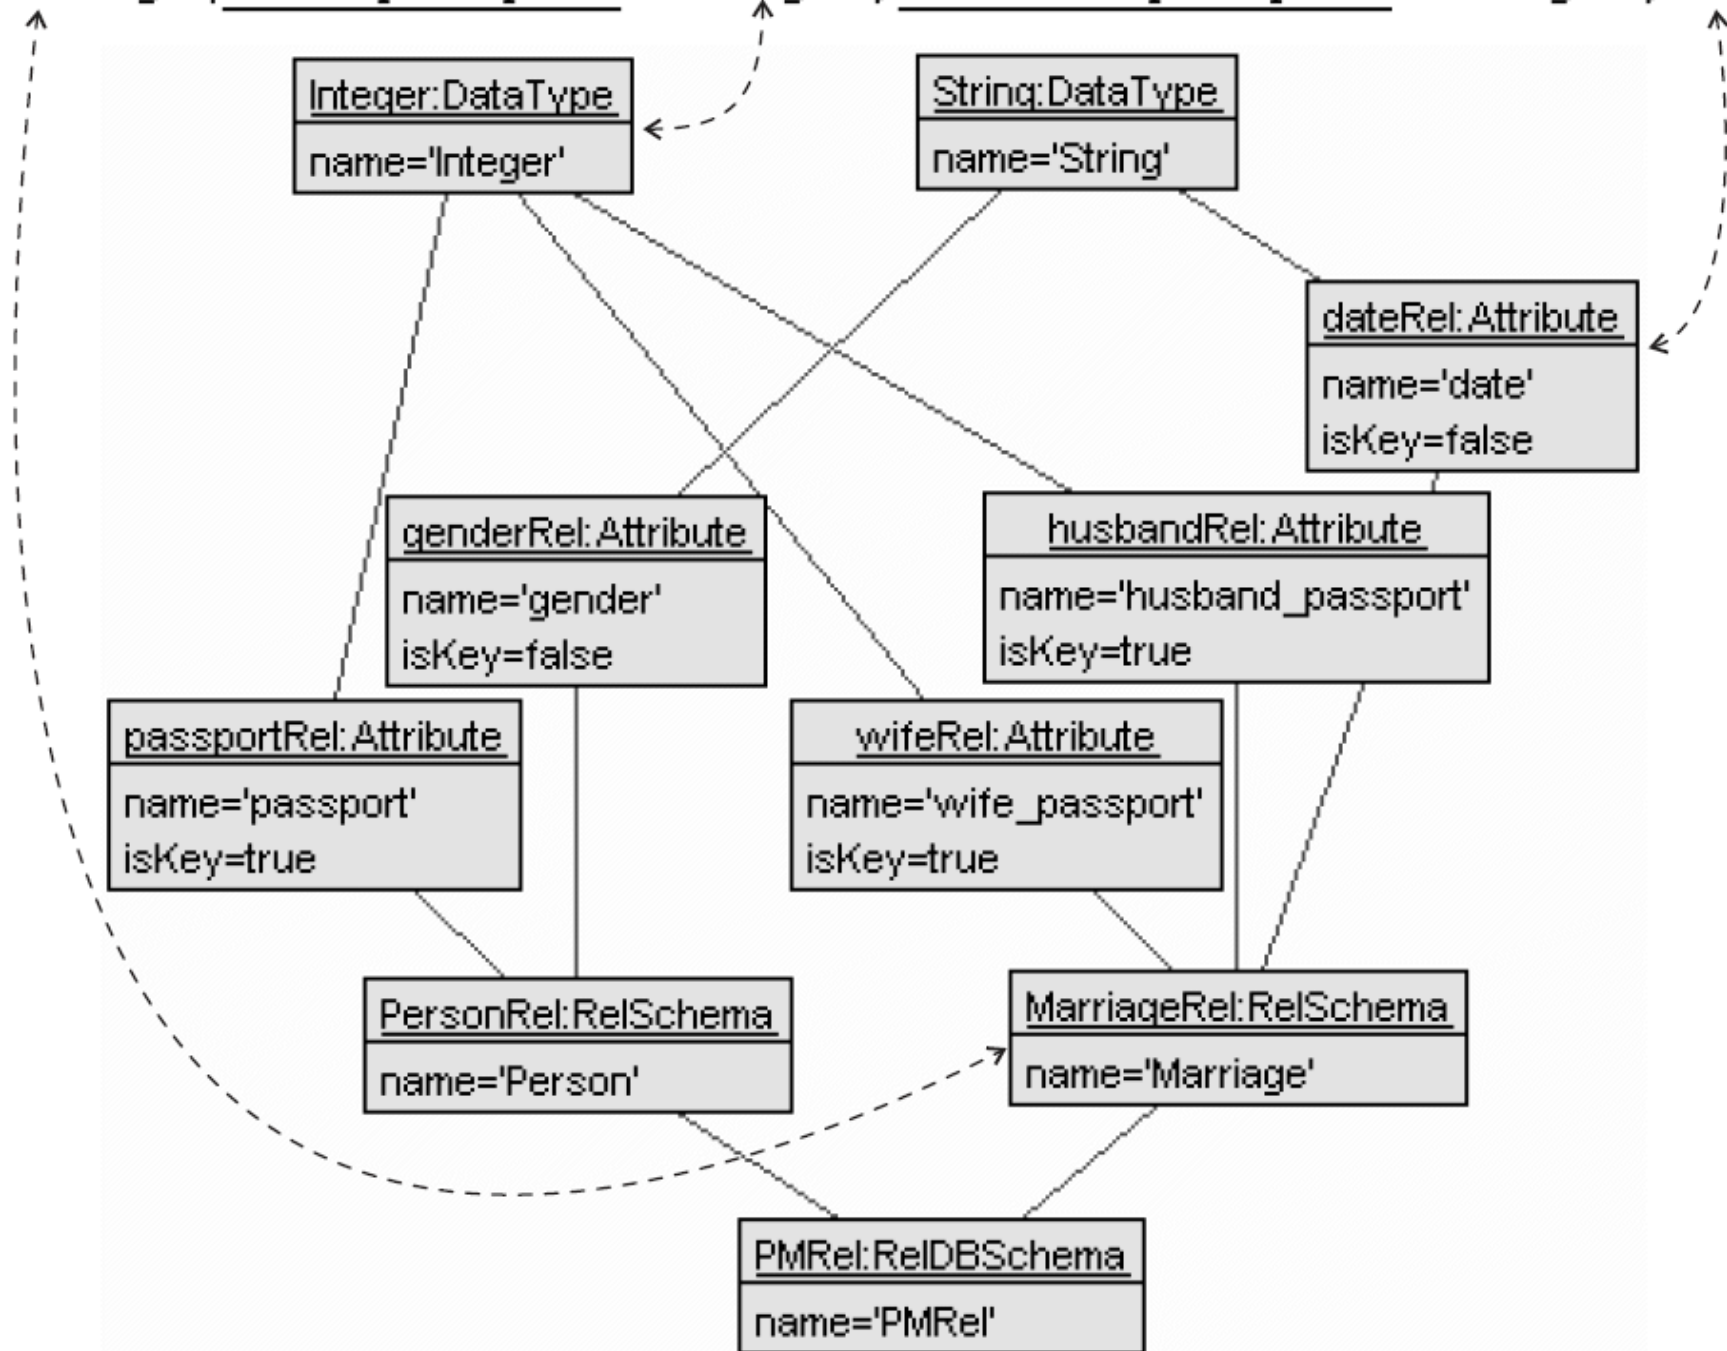 Integer:DataType
name='Integer'
String:DataType
name='String'
dateRel:Attribute
name='date'
isKey=false
genderRel:Attribute
name='gender'
isKey=false
husbandRel:Attribute
name='husband_passport'
isKey=true
passportRel:Attribute
name='passport'
isKey=true
wifeRel:Attribute
name='wife_passport'
isKey=true
PersonRel:RelSchema
name='Person'
MarriageRel:RelSchema
name='Marriage'
PMRel:RelDBSchema
name='PMRel'